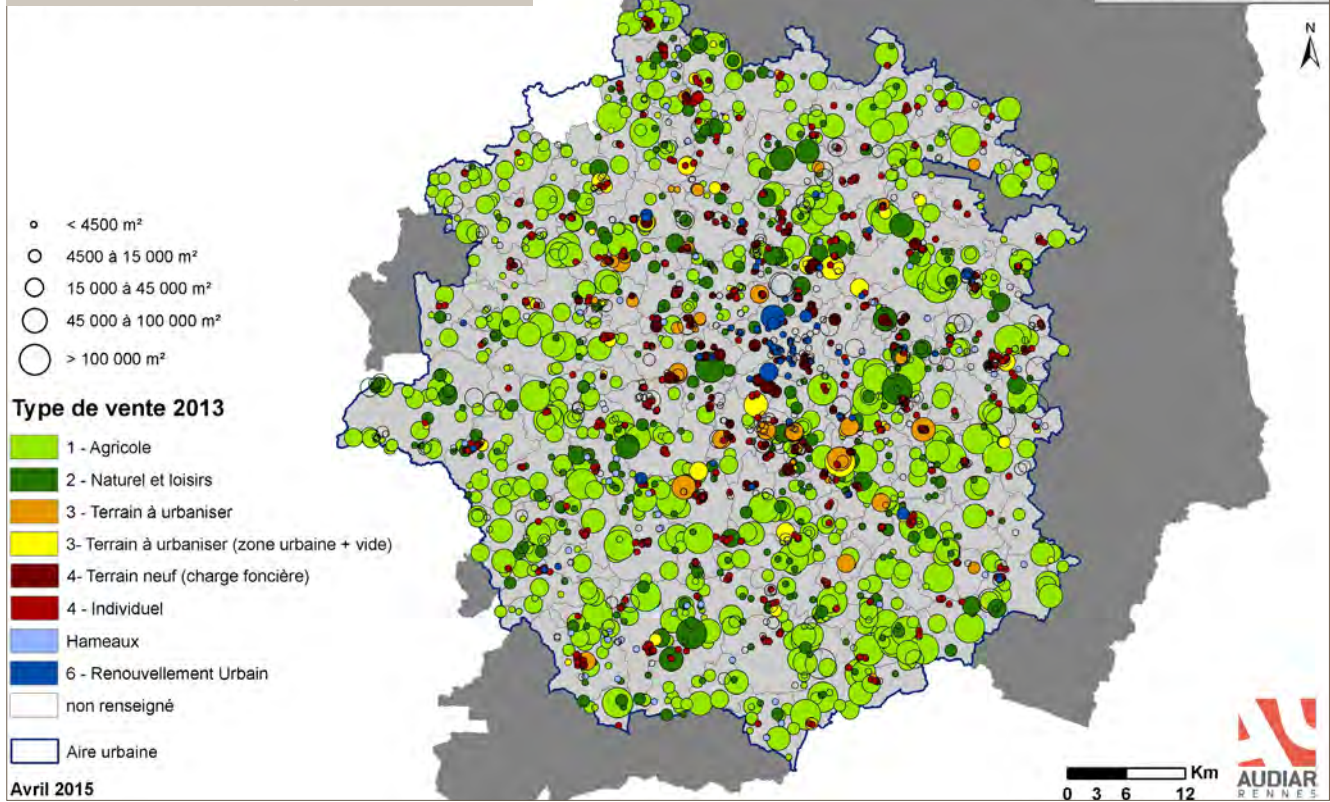 N
< 4500 m²
4500 à 15 000 m²
15 000 à 45 000 m²
45 000 à 100 000 m²
> 100 000 m²
Type de vente 2013
1 - Agricole
2 - Naturel et loisirs
3 - Terrain à urbaniser
3- Terrain à urbaniser (zone urbaine + vide)
4- Terrain neuf (charge foncière)
4 - Individuel
Hameaux
6 - Renouvellement Urbain
non renseigné
Aire urbaine
Avril 2015
Km
0 3 6 12
AU
AUDIAR
RENNES